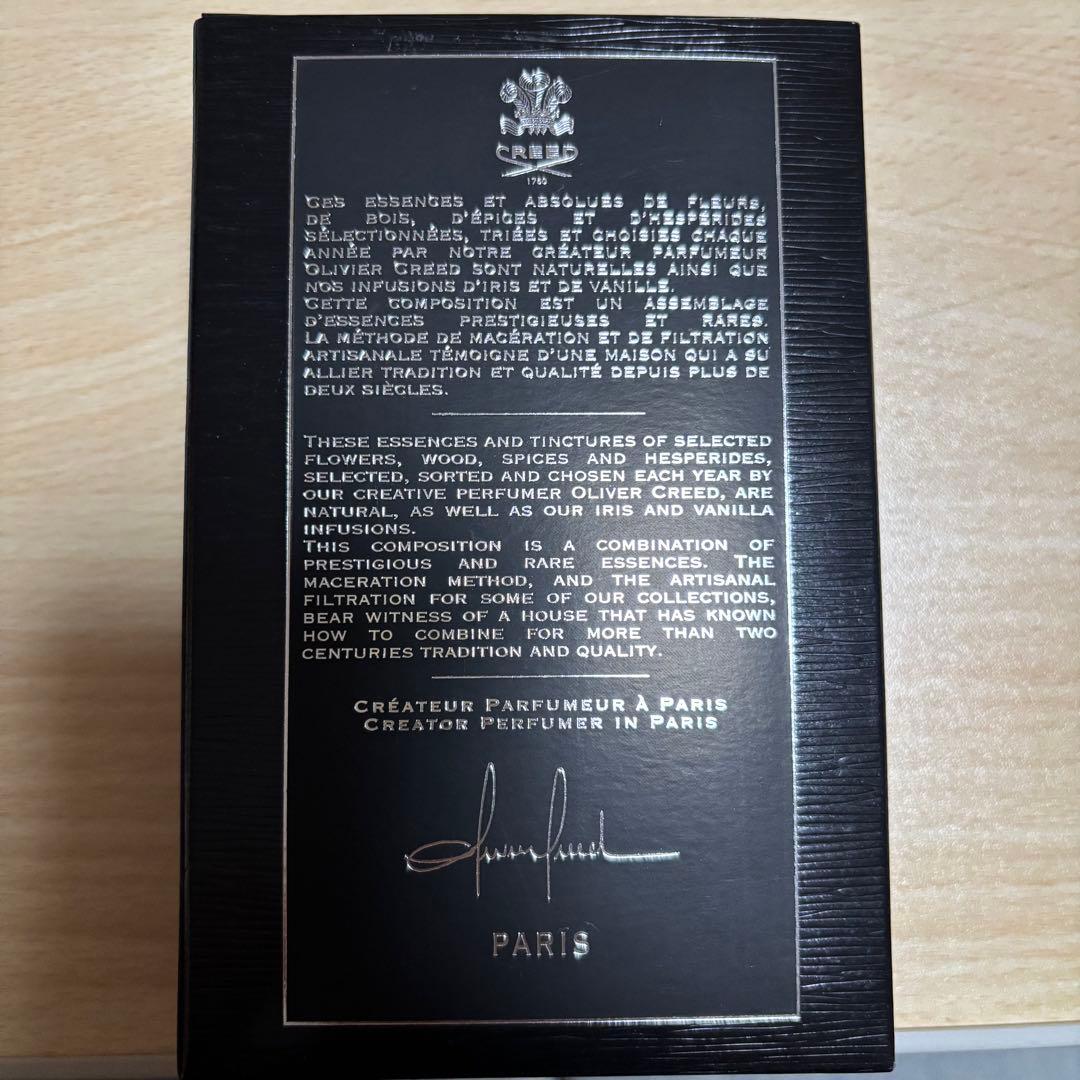 CREED
1760
CES ESSENCES ET ABSOLUES DE FLEURS,
DE BOIS, D'ÉPICES ET D'HESPÉRIDES
SÉLECTIONNÉES, TRIÉES ET CHOISIES CHAQUE
ANNÉE PAR NOTRE CRÉATEUR PARFUMEUR
OLIVIER CREED SONT NATURELLES AINSI QUE
NOS INFUSIONS D'IRIS ET DE VANILLE.
CETTE COMPOSITION EST UN ASSEMBLAGE
D'ESSENCES PRESTIGIEUSES ET RARES.
LA MÉTHODE DE MACÉRATION ET DE FILTRATION
ARTISANALE TÉMOIGNE D'UNE MAISON QUI A SU
ALLIER TRADITION ET QUALITÉ DEPUIS PLUS DE
DEUX SIÈCLES.
THESE ESSENCES AND TINCTURES OF SELECTED
FLOWERS, WOOD, SPICES AND HESPERIDES,
SELECTED, SORTED AND CHOSEN EACH YEAR BY
OUR CREATIVE PERFUMER OLIVER CREED, ARE
NATURAL, AS WELL AS OUR IRIS AND VANILLA
INFUSIONS.
THIS COMPOSITION IS A COMBINATION OF
PRESTIGIOUS AND RARE ESSENCES. THE
MACERATION METHOD, AND THE ARTISANAL
FILTRATION FOR SOME OF OUR COLLECTIONS,
BEAR WITNESS OF A HOUSE THAT HAS KNOWN
HOW TO COMBINE FOR MORE THAN TWO
CENTURIES TRADITION AND QUALITY.
CRÉATEUR PARFUMEUR À PARIS
CREATOR PERFUMER IN PARIS
PARIS